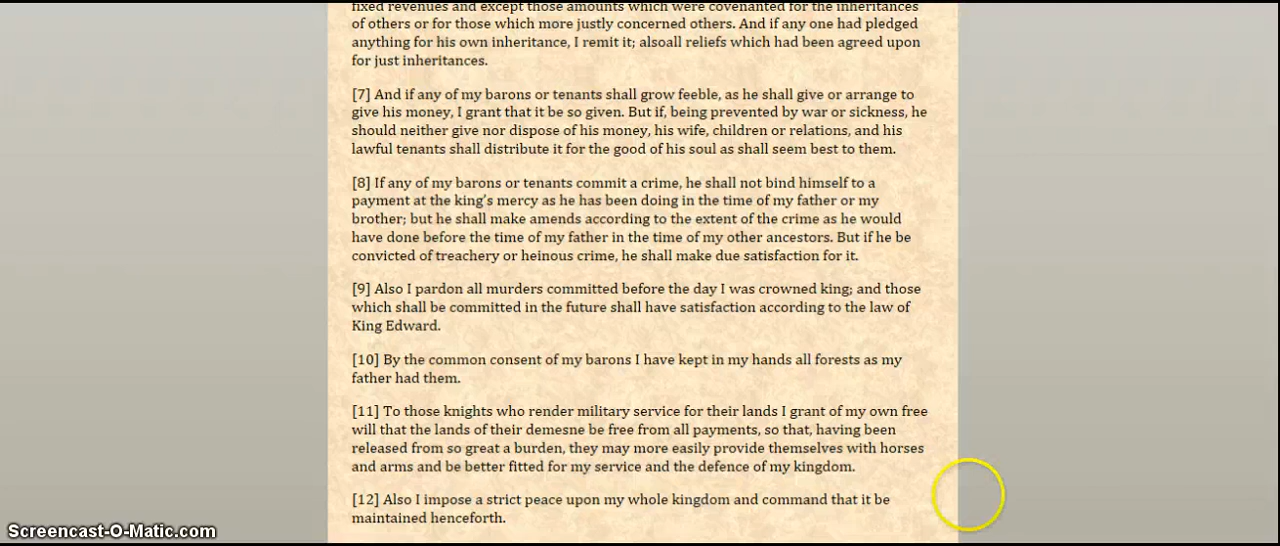 fixed revenues and except those amounts which were covenanted for the inheritances
of others or for those which more justly concerned others. And if any one had pledged
anything for his own inheritance, I remit it; alsoall reliefs which had been agreed upon
for just inheritances.
[7] And if any of my barons or tenants shall grow feeble, as he shall give or arrange to
give his money, I grant that it be so given. But if, being prevented by war or sickness, he
should neither give nor dispose of his money, his wife, children or relations, and his
lawful tenants shall distribute it for the good of his soul as shall seem best to them.
[8] If any of my barons or tenants commit a crime, he shall not bind himself to a
payment at the king's mercy as he has been doing in the time of my father or my
brother; but he shall make amends according to the extent of the crime as he would
have done before the time of my father in the time of my other ancestors. But if he be
convicted of treachery or heinous crime, he shall make due satisfaction for it.
[9] Also I pardon all murders committed before the day I was crowned king; and those
which shall be committed in the future shall have satisfaction according to the law of
King Edward.
[10] By the common consent of my barons I have kept in my hands all forests as my
father had them.
[11] To those knights who render military service for their lands I grant of my own free
will that the lands of their demesne be free from all payments, so that, having been
released from so great a burden, they may more easily provide themselves with horses
and arms and be better fitted for my service and the defence of my kingdom.
[12] Also I impose a strict peace upon my whole kingdom and command that it be
maintained henceforth.
Screencast-O-Matic.com